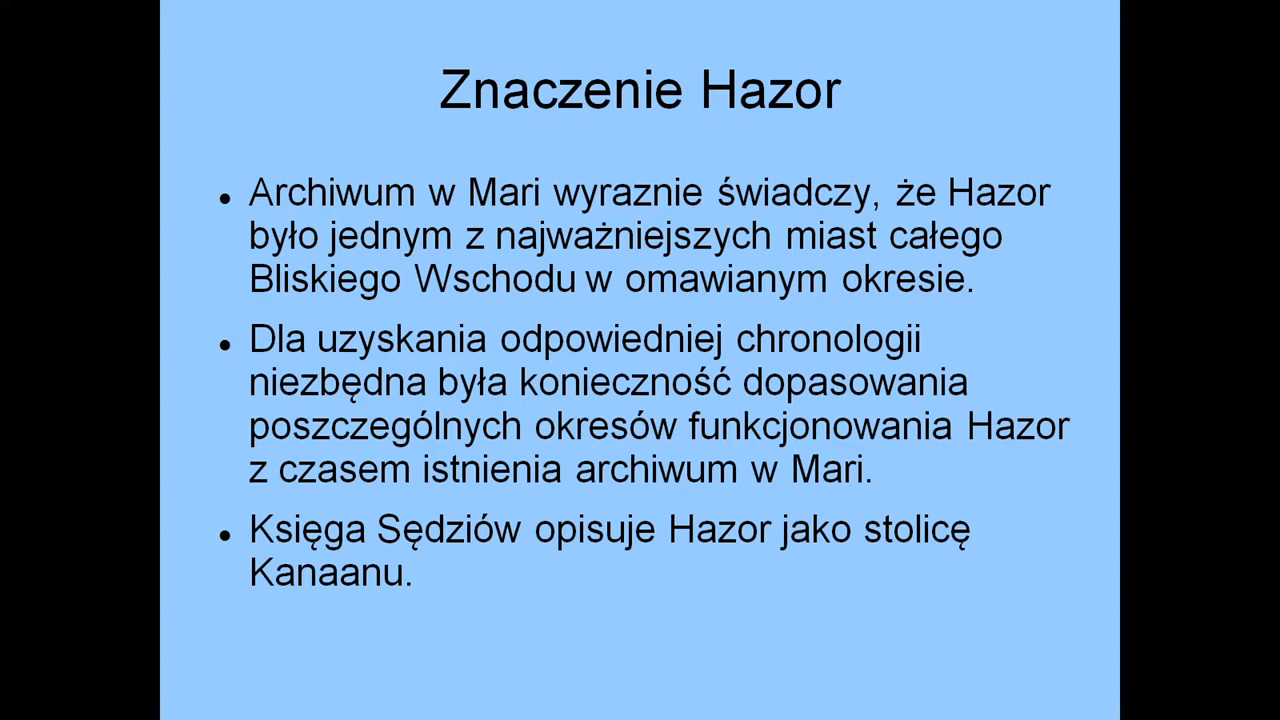 Znaczenie Hazor
• Archiwum w Mari wyraznie świadczy, że Hazor
było jednym z najważniejszych miast całego
Bliskiego Wschodu w omawianym okresie.
• Dla uzyskania odpowiedniej chronologii
niezbędna była konieczność dopasowania
poszczególnych okresów funkcjonowania Hazor
z czasem istnienia archiwum w Mari.
• Księga Sędziów opisuje Hazor jako stolicę
Kanaanu.